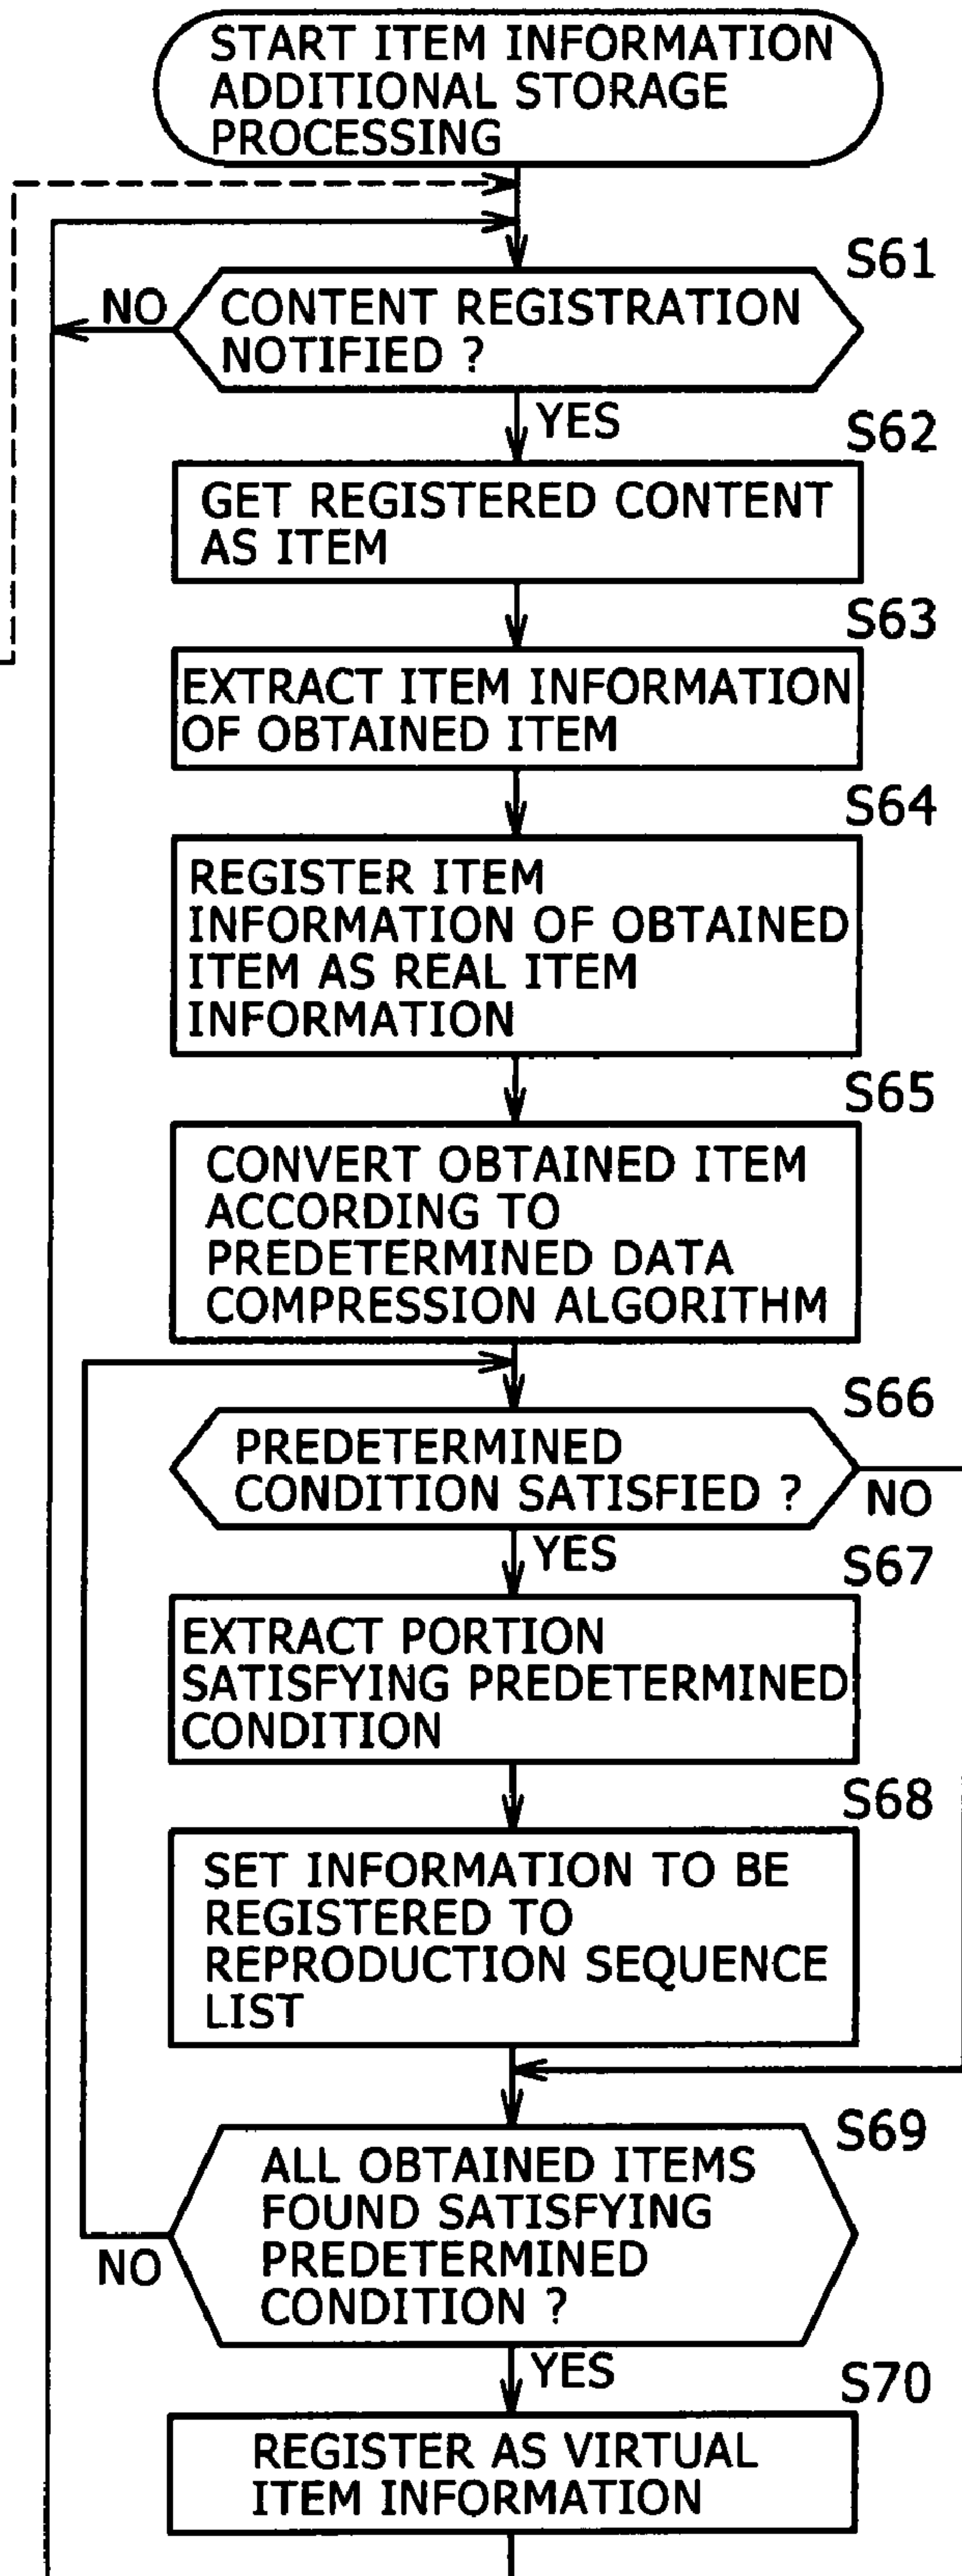 START ITEM INFORMATION
ADDITIONAL STORAGE
PROCESSING
S61
NO
CONTENT REGISTRATION
NOTIFIED ?
YES
S62
GET REGISTERED CONTENT
AS ITEM
S63
EXTRACT ITEM INFORMATION
OF OBTAINED ITEM
S64
REGISTER ITEM
INFORMATION OF OBTAINED
ITEM AS REAL ITEM
INFORMATION
S65
CONVERT OBTAINED ITEM
ACCORDING TO
PREDETERMINED DATA
COMPRESSION ALGORITHM
S66
PREDETERMINED
CONDITION SATISFIED ?
NO
YES
S67
EXTRACT PORTION
SATISFYING PREDETERMINED
CONDITION
S68
SET INFORMATION TO BE
REGISTERED TO
REPRODUCTION SEQUENCE
LIST
S69
ALL OBTAINED ITEMS
FOUND SATISFYING
PREDETERMINED
CONDITION ?
NO
YES
S70
REGISTER AS VIRTUAL
ITEM INFORMATION